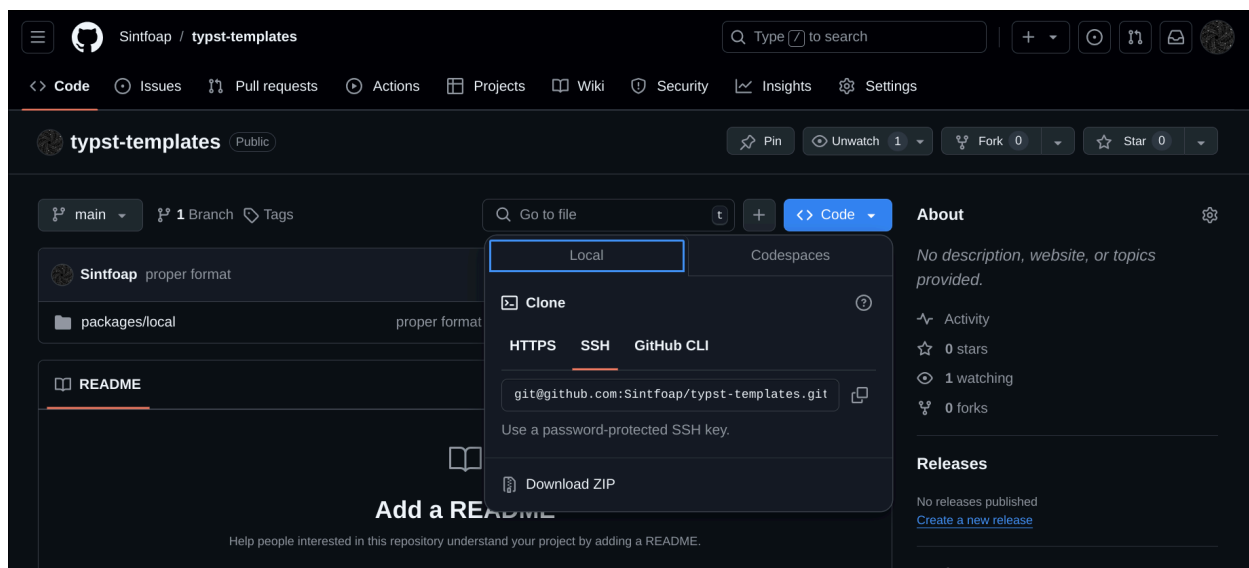 Sintfoap / typst-templates
Type / to search
Code Issues Pull requests Actions Projects Wiki Security Insights Settings
typst-templates Public
Pin Unwatch 1 Fork 0 Star 0
main 1 Branch Tags
Go to file t Code
Local Codespaces
Sintfoap proper format
packages/local proper format
Clone
HTTPS SSH GitHub CLI
git@github.com:Sintfoap/typst-templates.git
Use a password-protected SSH key.
Download ZIP
README
Add a README
Help people interested in this repository understand your project by adding a README.
About
No description, website, or topics
provided.
Activity
0 stars
1 watching
0 forks
Releases
No releases published
Create a new release